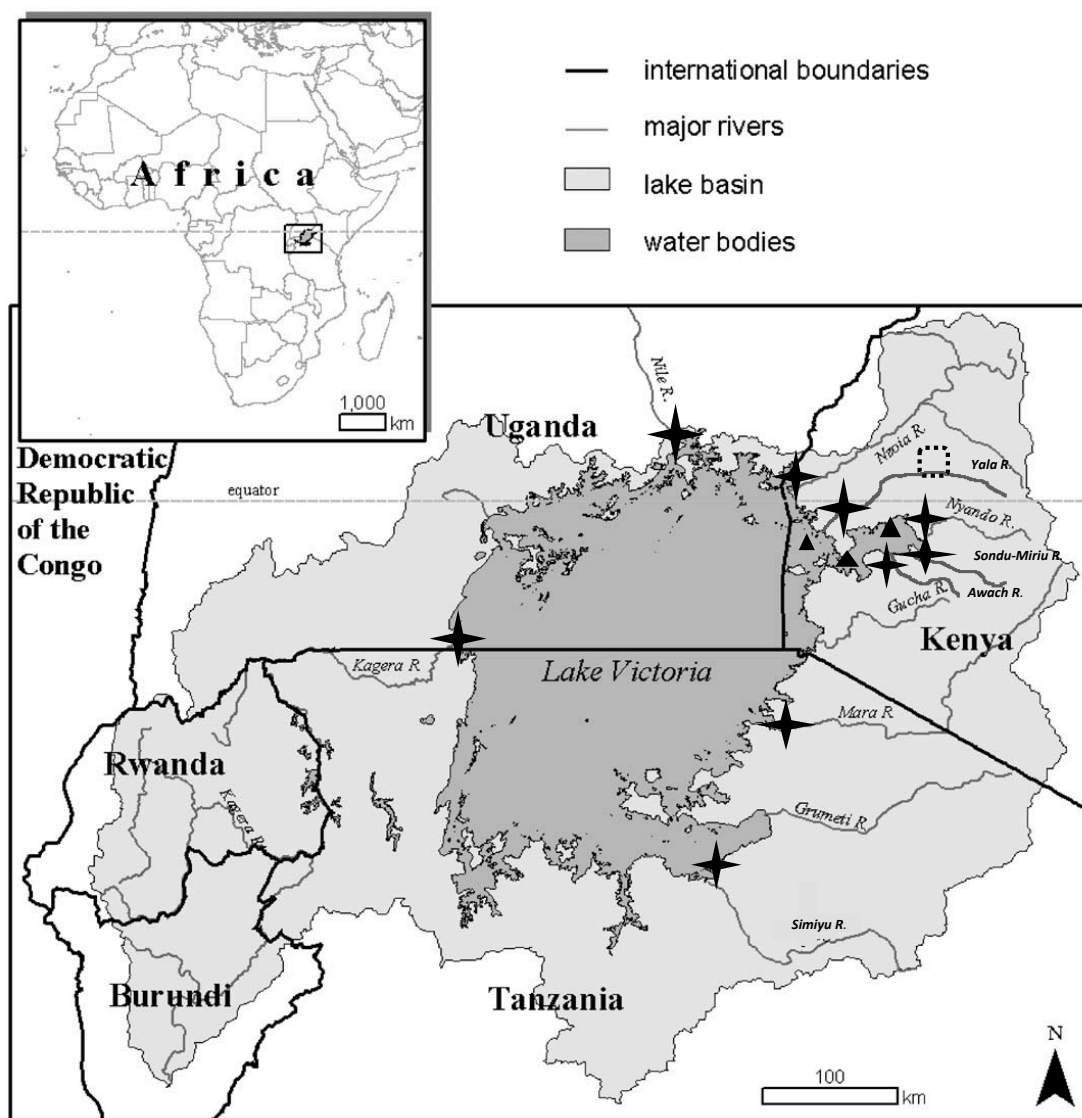 Africa
1,000
km
international boundaries
major rivers
lake basin
water bodies
Nile R.
Uganda
Democratic
Republic
of the
Congo
equator
Nzoia R.
Yala R.
Nyando R.
Sondu-Miriu R.
Awach R.
Gucha R.
Kenya
Kagera R
Lake Victoria
Mara R
Rwanda
Kagera R.
Grumeti R.
Simiyu R.
Burundi
Tanzania
N
100
km